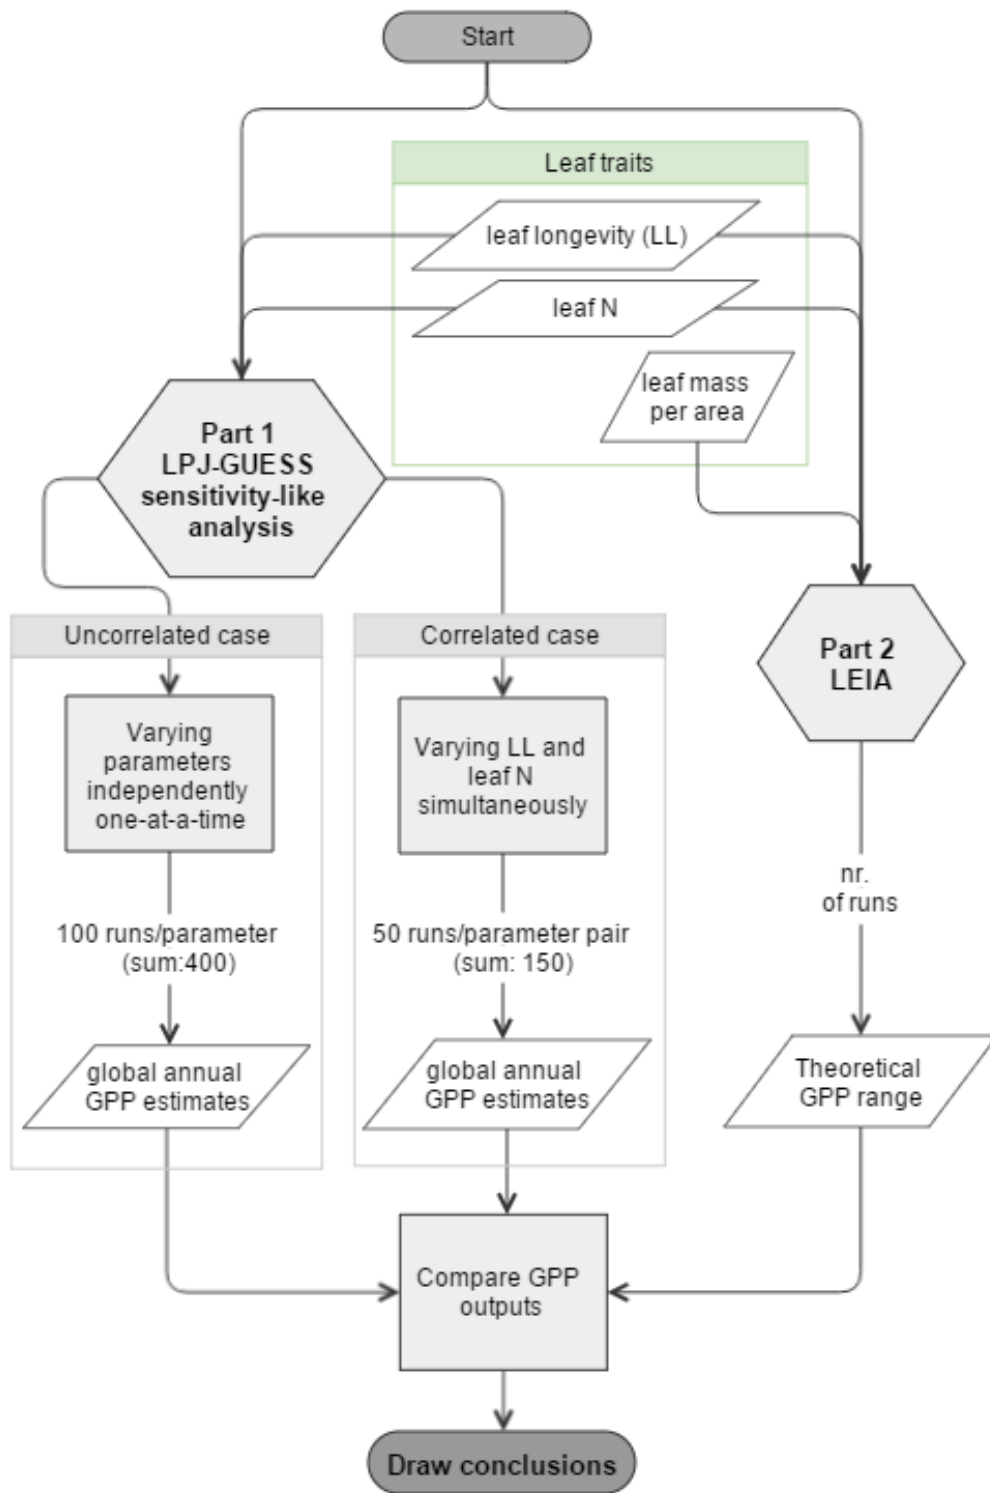 Start
Leaf traits
leaf longevity (LL)
leaf N
leaf mass
per area
Part 1
LPJ-GUESS
sensitivity-like
analysis
Uncorrelated case
Correlated case
Part 2
LEIA
Varying
parameters
independently
one-at-a-time
Varying LL and
leaf N
simultaneously
nr.
of runs
100 runs/parameter
(sum:400)
50 runs/parameter pair
(sum: 150)
global annual
GPP estimates
global annual
GPP estimates
Theoretical
GPP range
Compare GPP
outputs
Draw conclusions